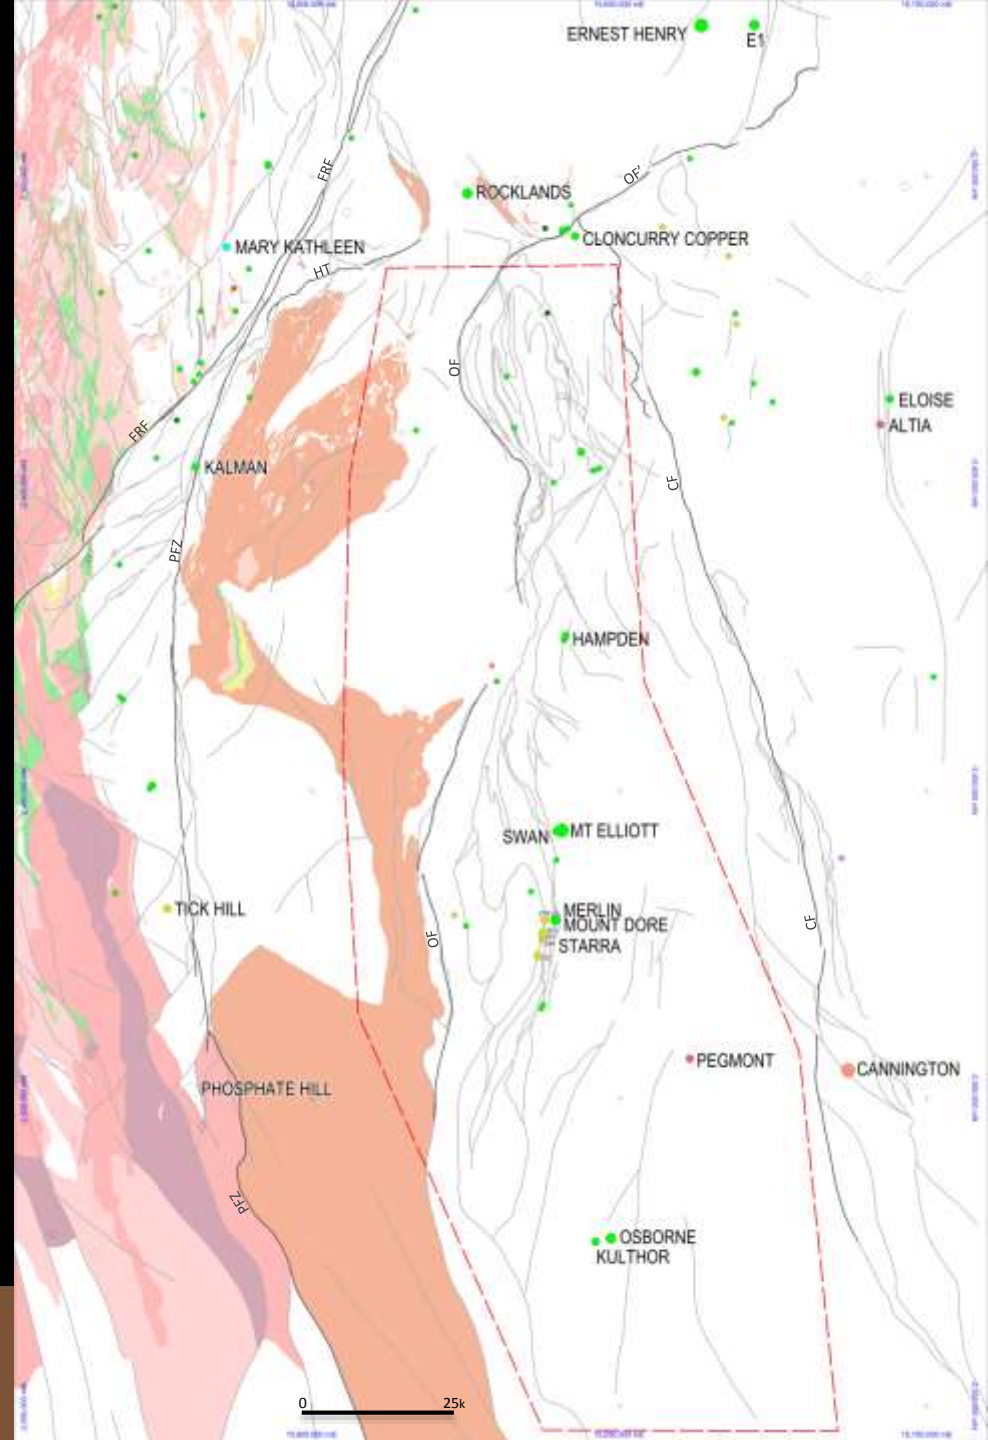 ERNEST HENRY
E1
FRF
OF'
ROCKLANDS
CLONCURRY COPPER
MARY KATHLEEN
HT
OF
ELOISE
ALTIA
FRF
KALMAN
CF
PFZ
HAMPDEN
SWAN
MT ELLIOTT
TICK HILL
MERLIN
MOUNT DORE
STARRA
OF
CF
PEGMONT
CANNINGTON
PHOSPHATE HILL
PFZ
OSBORNE
KULTHOR
0
25k